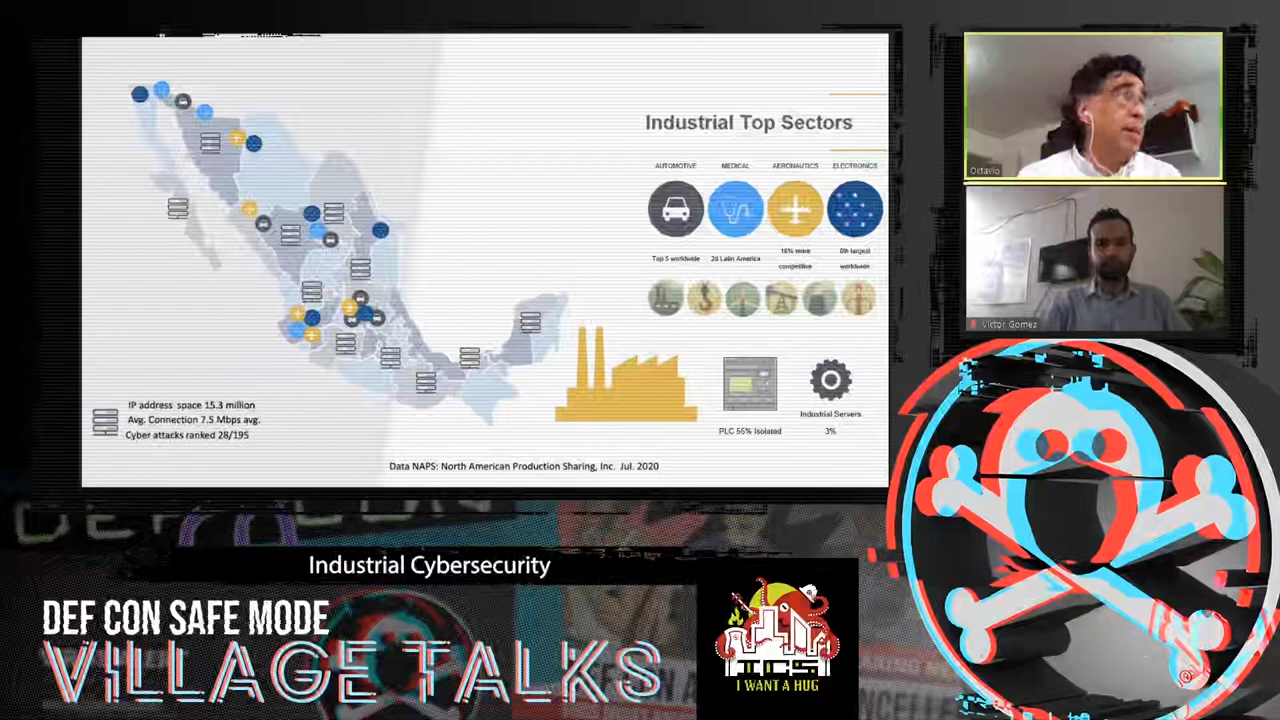 Industrial Top Sectors
AUTOMOTIVE MEDICAL AERONAUTICS ELECTRONICS
Top 5 worldwide
2d Latin America
16% more
competitive
6th largest
worldwide
IP address space 15.3 million
Avg. Connection 7.5 Mbps avg.
Cyber attacks ranked 28/195
PLC 55% Isolated
Industrial Servers
3%
Data NAPS: North American Production Sharing, Inc. Jul. 2020
Octavio
Victor Gomez
Industrial Cybersecurity
DEF CON SAFE MODE
VILLAGE TALKS
ICS
I WANT A HUG